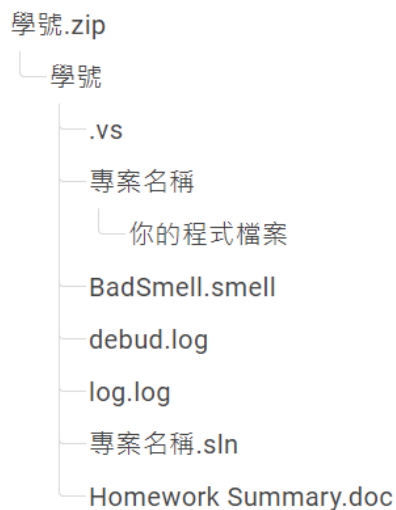 學號.zip
學號
.vs
專案名稱
你的程式檔案
BadSmell.smell
debud.log
log.log
專案名稱.sln
Homework Summary.doc